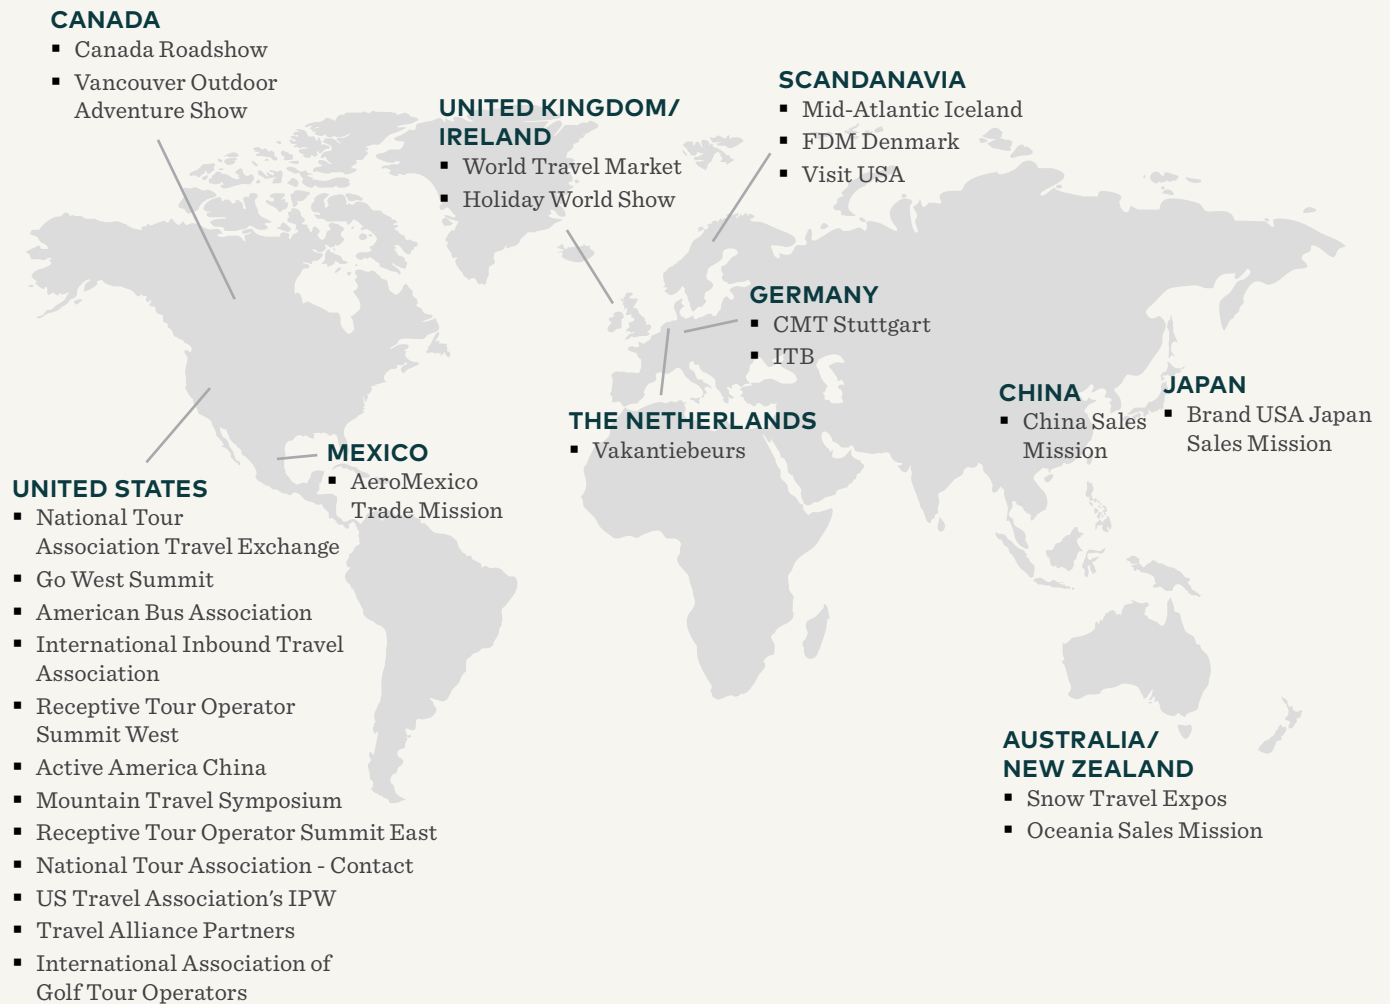 CANADA
▪ Canada Roadshow
▪ Vancouver Outdoor
Adventure Show
UNITED KINGDOM/
IRELAND
▪ World Travel Market
▪ Holiday World Show
SCANDANAVIA
▪ Mid-Atlantic Iceland
▪ FDM Denmark
▪ Visit USA
GERMANY
▪ CMT Stuttgart
▪ ITB
THE NETHERLANDS
▪ Vakantiebeurs
CHINA
▪ China Sales
Mission
JAPAN
▪ Brand USA Japan
Sales Mission
MEXICO
▪ AeroMexico
Trade Mission
UNITED STATES
▪ National Tour
Association Travel Exchange
▪ Go West Summit
▪ American Bus Association
▪ International Inbound Travel
Association
▪ Receptive Tour Operator
Summit West
▪ Active America China
▪ Mountain Travel Symposium
▪ Receptive Tour Operator Summit East
▪ National Tour Association - Contact
▪ US Travel Association's IPW
▪ Travel Alliance Partners
▪ International Association of
Golf Tour Operators
AUSTRALIA/
NEW ZEALAND
▪ Snow Travel Expos
▪ Oceania Sales Mission